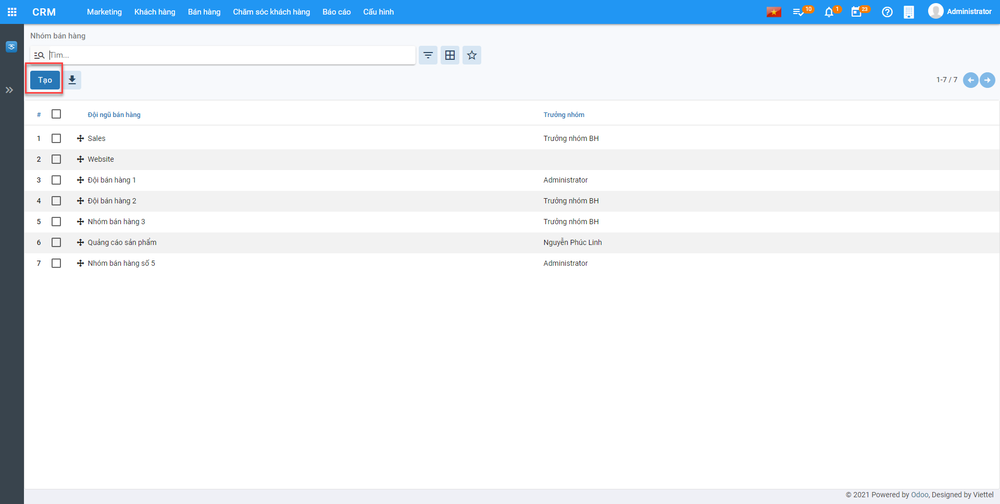 CRM Marketing Khách hàng Bán hàng Chăm sóc khách hàng Báo cáo Cấu hình 10 1 23 Administrator
Nhóm bán hàng
Tìm...
Tạo 1-7 / 7
# Đội ngũ bán hàng Trưởng nhóm
1 Sales Trưởng nhóm BH
2 Website
3 Đội bán hàng 1 Administrator
4 Đội bán hàng 2 Trưởng nhóm BH
5 Nhóm bán hàng 3 Trưởng nhóm BH
6 Quảng cáo sản phẩm Nguyễn Phúc Linh
7 Nhóm bán hàng số 5 Administrator
© 2021 Powered by Odoo, Designed by Viettel